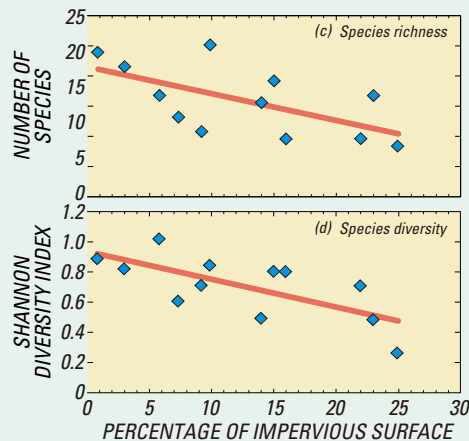 (c) Species richness
NUMBER OF
SPECIES
25
20
15
10
5
0
(d) Species diversity
SHANNON
DIVERSITY INDEX
1.2
1.0
0.8
0.6
0.4
0.2
0
0 5 10 15 20 25 30
PERCENTAGE OF IMPERVIOUS SURFACE